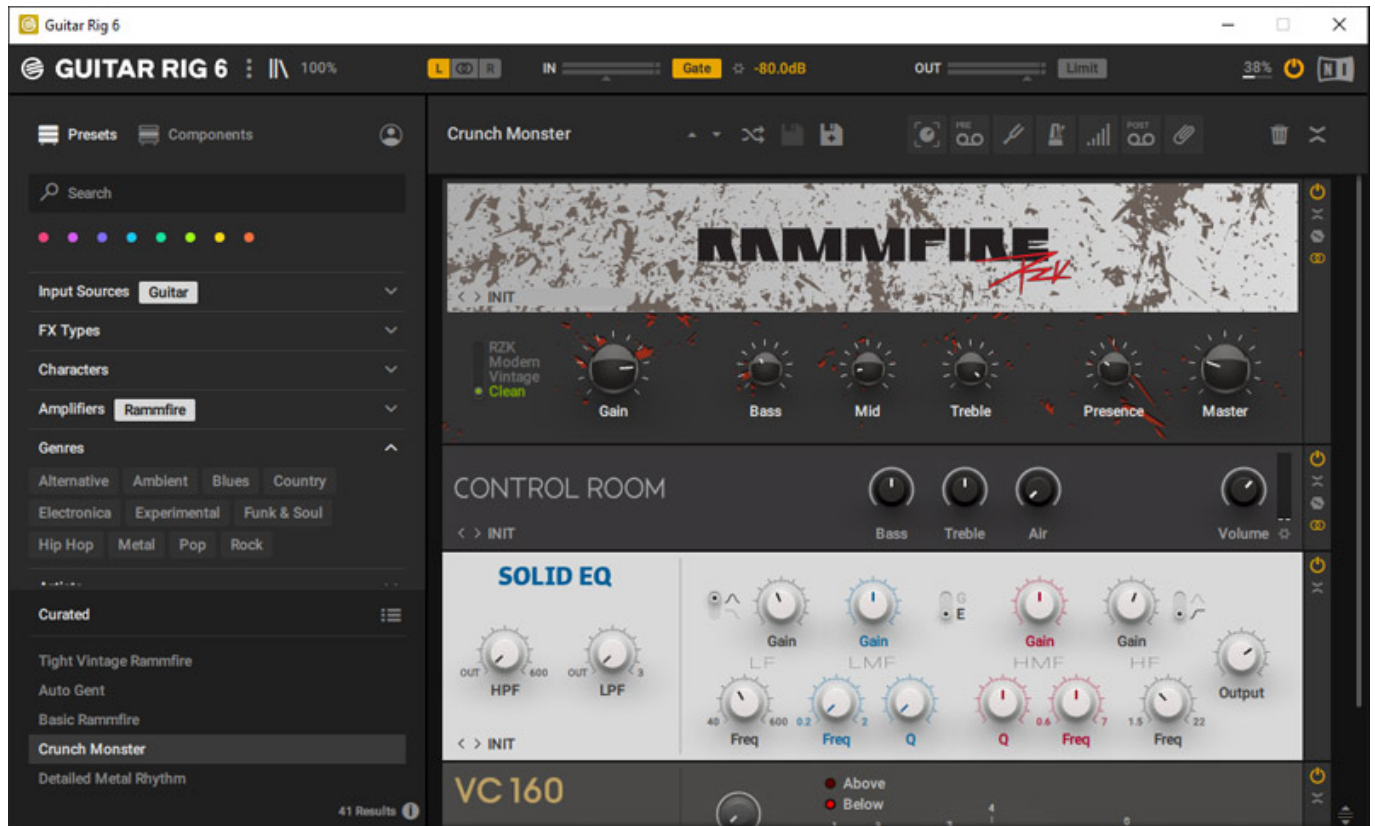 Guitar Rig 6
GUITAR RIG 6 100% L R IN Gate -80.0dB OUT Limit 38% N I
Presets Components
Search
Input Sources Guitar
FX Types
Characters
Amplifiers Rammfire
Genres
Alternative Ambient Blues Country
Electronica Experimental Funk & Soul
Hip Hop Metal Pop Rock
Curated
Tight Vintage Rammfire
Auto Gent
Basic Rammfire
Crunch Monster
Detailed Metal Rhythm
41 Results
Crunch Monster PRE POST
RAMMFIRE
RZK
< > INIT
RZK
Modern
Vintage
Clean
Gain Bass Mid Treble Presence Master
CONTROL ROOM
< > INIT
Bass Treble Air Volume
SOLID EQ
OUT 600 OUT 3
HPF LPF
< > INIT
G
E
Gain Gain Gain Gain
LF LMF HMF HF
Output
40 600 0.2 2 0.6 7 1.5 22
Freq Freq Q Q Freq Freq
VC 160
Above
Below
4